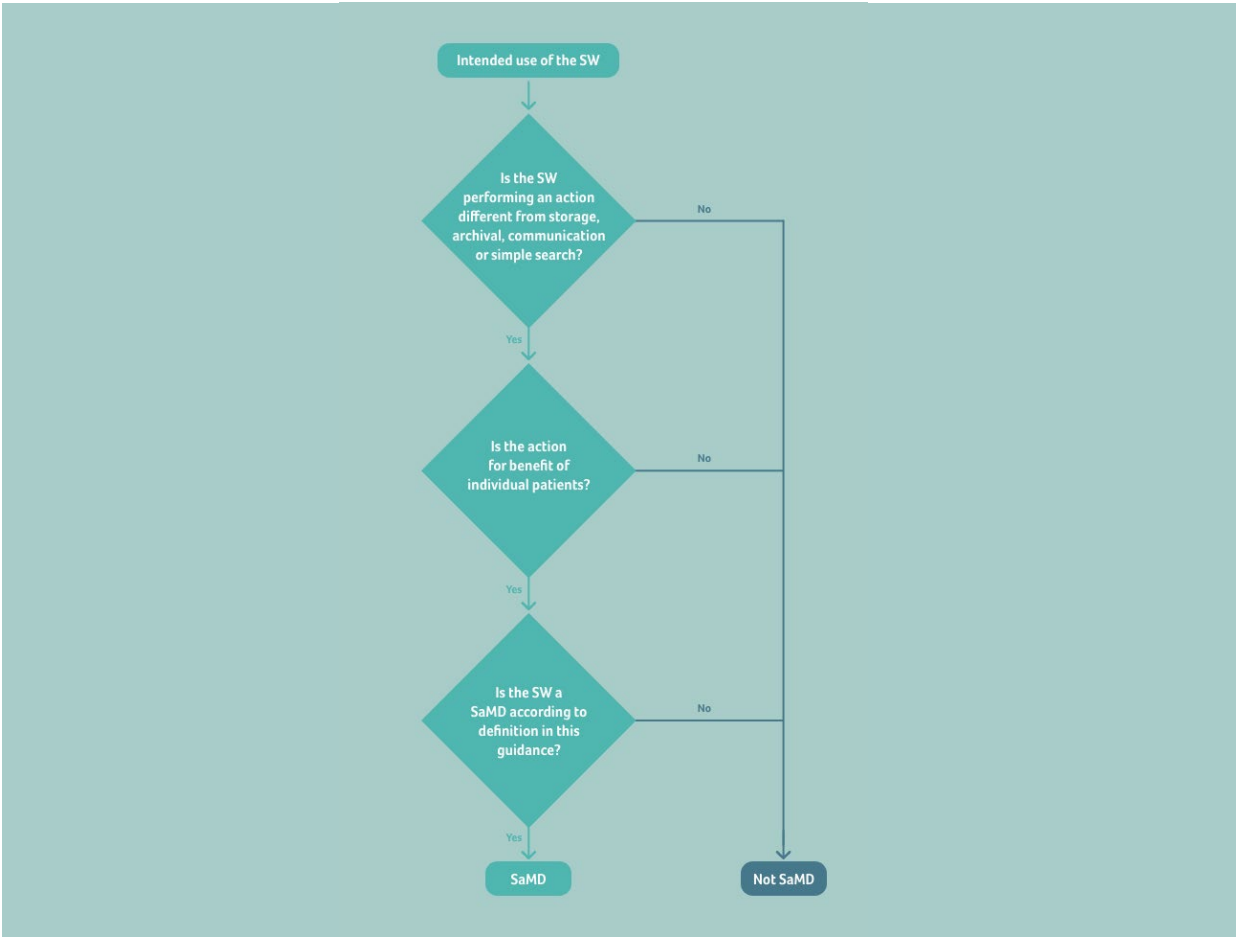 Intended use of the SW
Is the SW
performing an action
different from storage,
archival, communication
or simple search?
No
Yes
Is the action
for benefit of
individual patients?
No
Yes
Is the SW a
SaMD according to
definition in this
guidance?
No
Yes
SaMD
Not SaMD